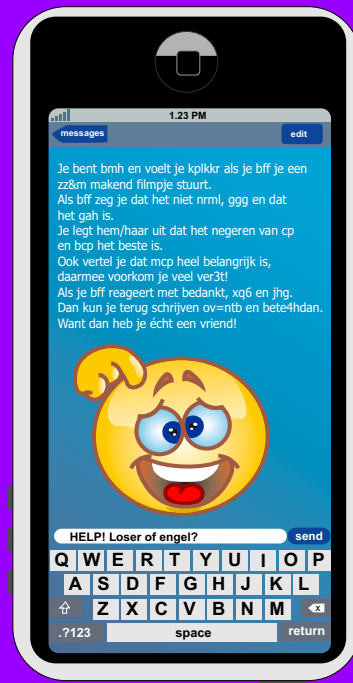 1.23 PM
messages
edit
Je bent bmh en voelt je kplkkr als je bff je een
zz&m makend filmpje stuurt.
Als bff zeg je dat het niet nrml, ggg en dat
het gah is.
Je legt hem/haar uit dat het negeren van cp
en bcp het beste is.
Ook vertel je dat mcp heel belangrijk is,
daarmee voorkom je veel ver3t!
Als je bff reageert met bedankt, xq6 en jhg.
Dan kun je terug schrijven ov=ntb en bete4hdan.
Want dan heb je écht een vriend!
HELP! Loser of engel?
send
Q W E R T Y U I O P
A S D F G H J K L
Z X C V B N M
.?123
space
return